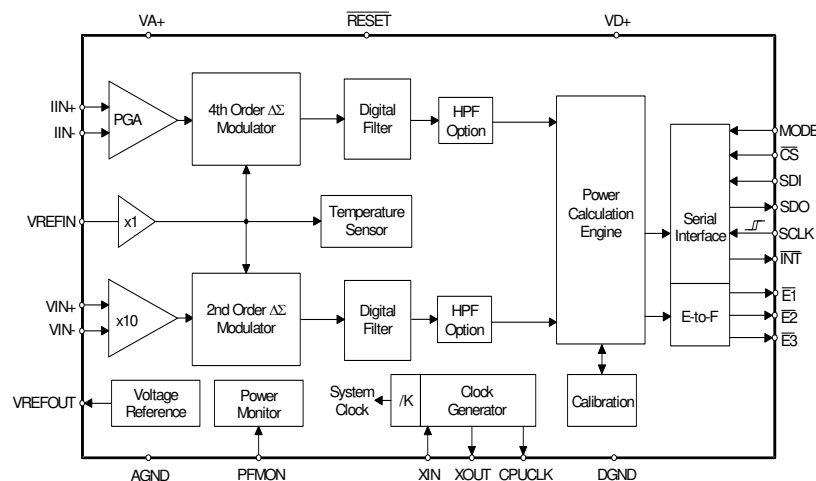 VA+ RESET VD+
IIN+
IIN-
PGA
4th Order ΔΣ
Modulator
Digital
Filter
HPF
Option
Power
Calculation
Engine
Serial
Interface
MODE
CS
SDI
SDO
SCLK
INT
VREFIN
x1
Temperature
Sensor
VIN+
VIN-
x10
2nd Order ΔΣ
Modulator
Digital
Filter
HPF
Option
E-to-F
E1
E2
E3
VREFOUT
Voltage
Reference
Power
Monitor
System
Clock
/K
Clock
Generator
Calibration
AGND PFMON XIN XOUT CPUCLK DGND